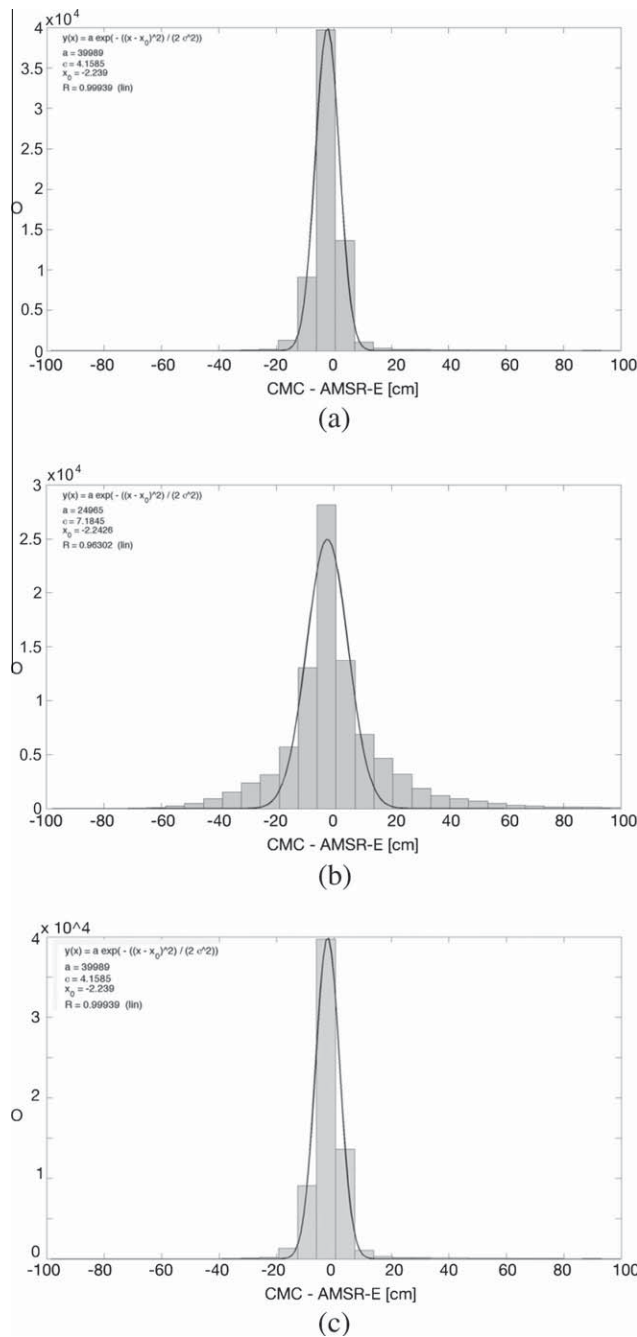 x10^4
4
3.5
3
2.5
2
1.5
1
0.5
0
O
y(x) = a exp( - ((x - x_0)^2) / (2 c^2))
a = 39989
c = 4.1585
x_0 = -2.239
R = 0.99939 (lin)
-100 -80 -60 -40 -20 0 20 40 60 80 100
CMC - AMSR-E [cm]
(a)
x10^4
3
2.5
2
1.5
1
0.5
0
O
y(x) = a exp( - ((x - x_0)^2) / (2 c^2))
a = 24965
c = 7.1845
x_0 = -2.2426
R = 0.96302 (lin)
-100 -80 -60 -40 -20 0 20 40 60 80 100
CMC - AMSR-E [cm]
(b)
x 10^4
4
3
2
1
0
O
y(x) = a exp( - ((x - x_0)^2) / (2 c^2))
a = 39989
c = 4.1585
x_0 = -2.239
R = 0.99939 (lin)
-100 -80 -60 -40 -20 0 20 40 60 80 100
CMC - AMSR-E [cm]
(c)